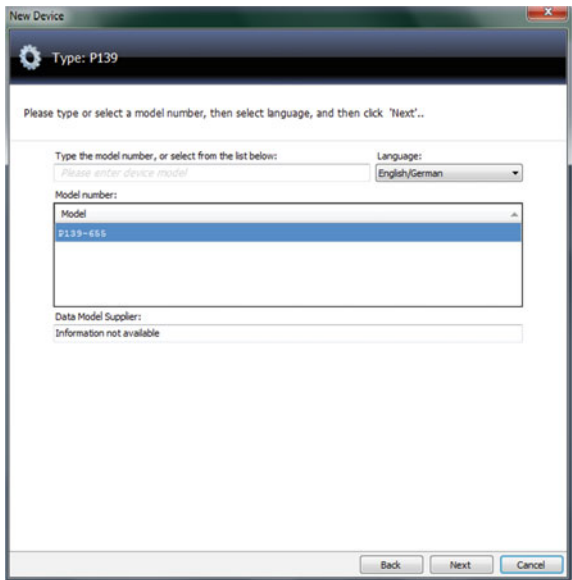 New Device
Type: P139
Please type or select a model number, then select language, and then click 'Next'..
Type the model number, or select from the list below:
Language:
Please enter device model
English/German
Model number:
Model
P139-655
Data Model Supplier:
Information not available
Back
Next
Cancel